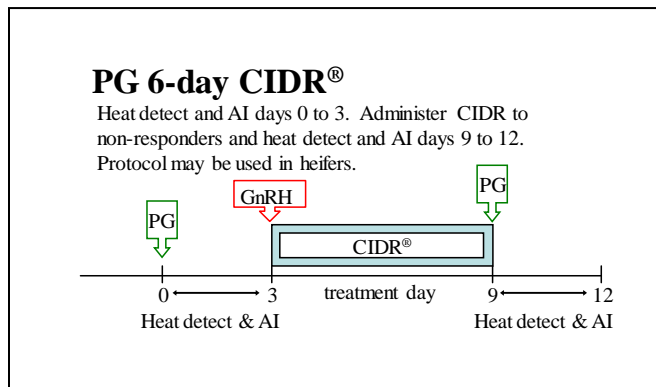 PG 6-day CIDR®
Heat detect and AI days 0 to 3. Administer CIDR to
non-responders and heat detect and AI days 9 to 12.
Protocol may be used in heifers.
GnRH
PG
PG
CIDR®
0
3
treatment day
9
12
Heat detect & AI
Heat detect & AI